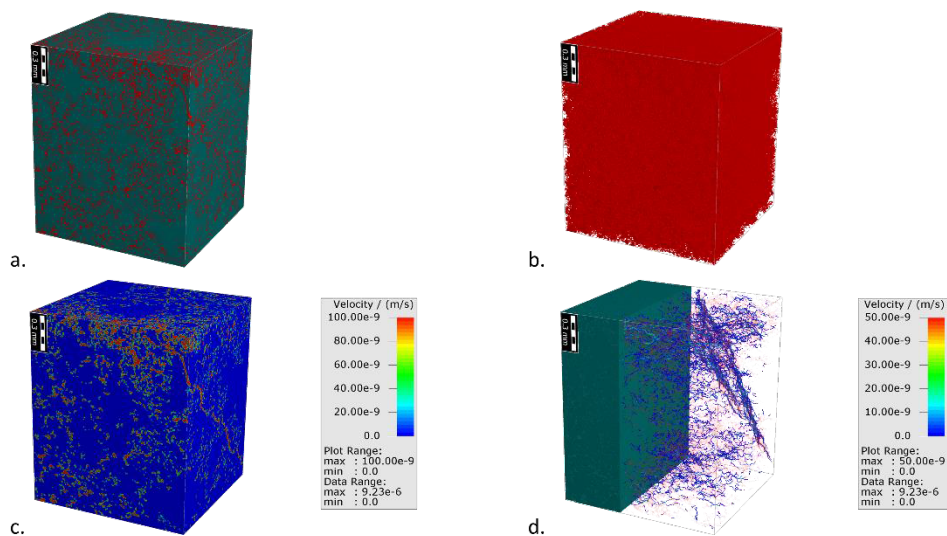 0.3 mm
0.3 mm
a.
b.
0.3 mm
Velocity / (m/s)
100.00e-9
80.00e-9
60.00e-9
40.00e-9
20.00e-9
0.0
Plot Range:
max : 100.00e-9
min : 0.0
Data Range:
max : 9.23e-6
min : 0.0
c.
0.3 mm
Velocity / (m/s)
50.00e-9
40.00e-9
30.00e-9
20.00e-9
10.00e-9
0.0
Plot Range:
max : 50.00e-9
min : 0.0
Data Range:
max : 9.23e-6
min : 0.0
d.